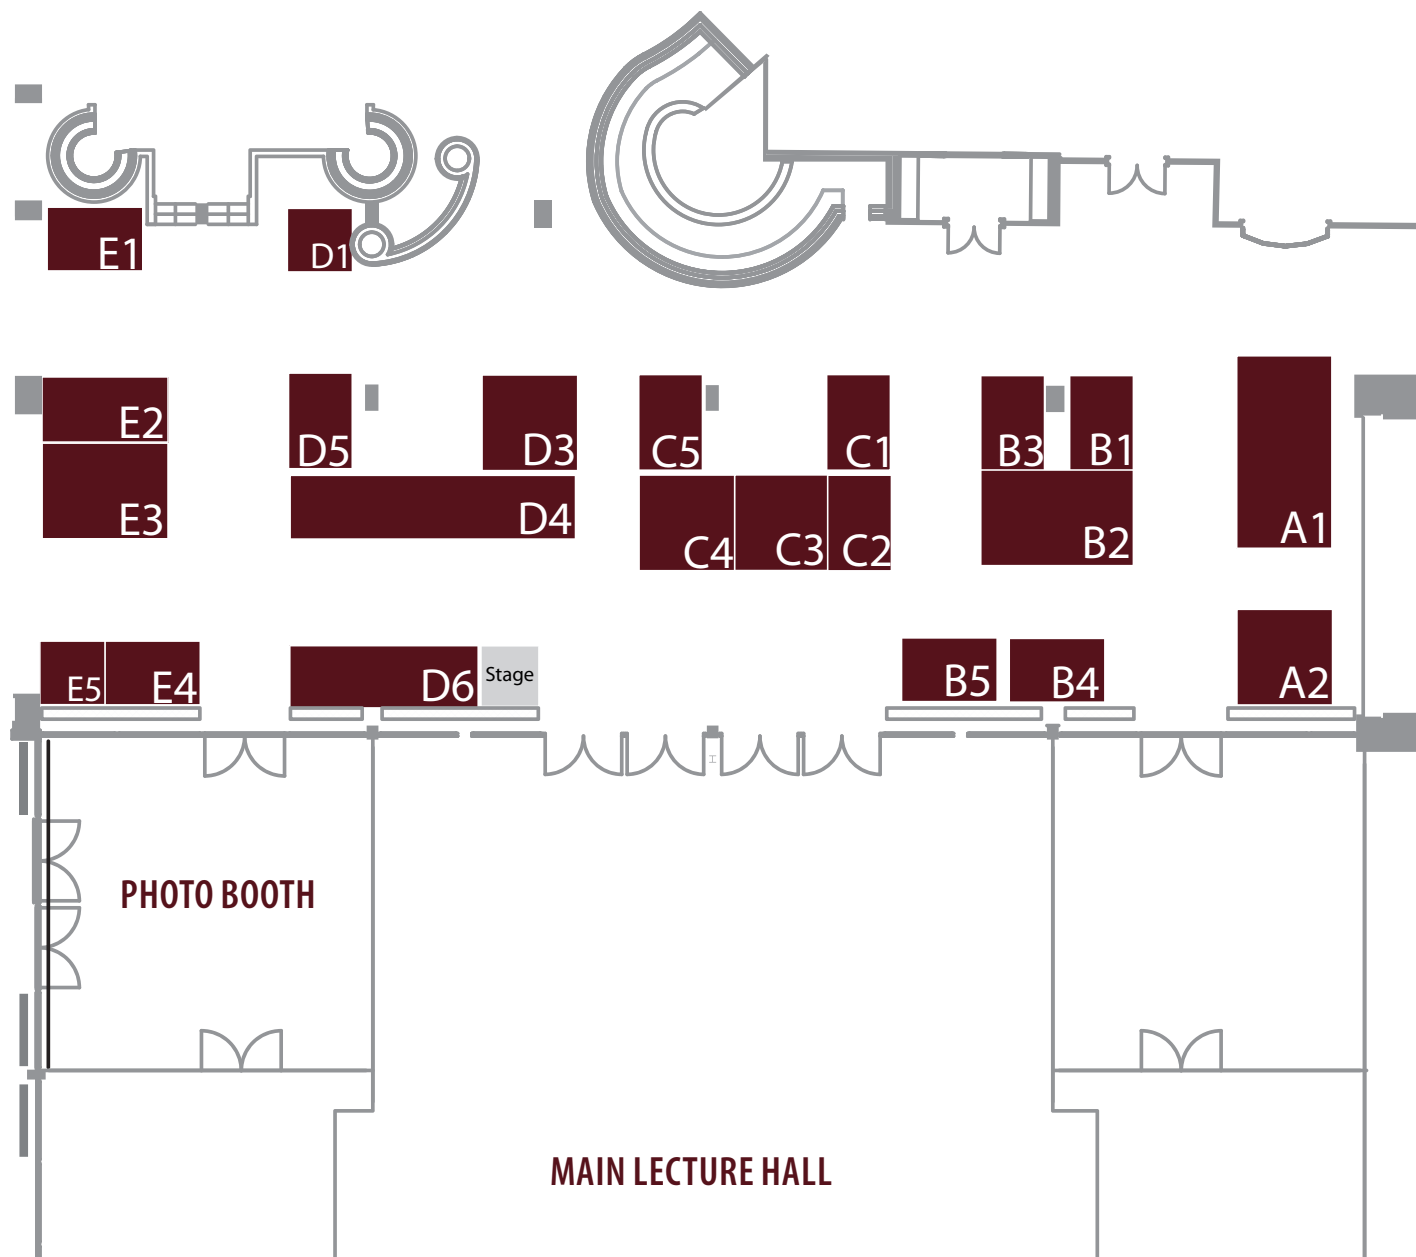 E1
D1
E2
D5
D3
C5
C1
B3
B1
A1
E3
D4
C4
C3
C2
B2
E5
E4
D6
Stage
B5
B4
A2
H
PHOTO BOOTH
MAIN LECTURE HALL